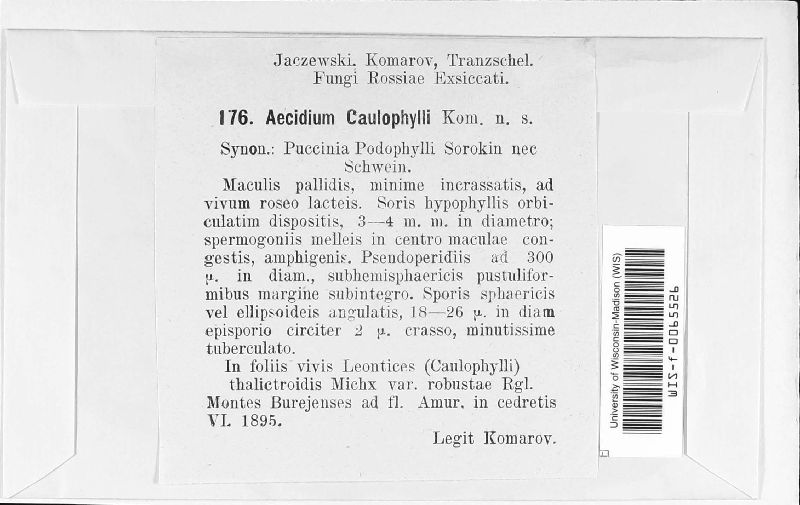 Jaczewski. Komarov, Tranzschel.
Fungi Rossiae Exsiccati.
176. Aecidium Caulophylli Kom. n. s.
Synon.: Puccinia Podophylli Sorokin nec
Schwein.
Maculis pallidis, minime incrassatis, ad
vivum roseo lacteis. Soris hypophyllis orbi-
culatim dispositis, 3—4 m. m. in diametro;
spermogoniis melleis in centro maculae con-
gestis, amphigenis. Pseudoperidiis ad 300
µ. in diam., subhemisphaericis pustulifor-
mibus margine subintegro. Sporis sphaericis
vel ellipsoideis angulatis, 18—26 µ. in diam
episporio circiter 2 µ. crasso, minutissime
tuberculato.
In foliis vivis Leontices (Caulophylli)
thalictroidis Michx var. robustae Rgl.
Montes Burejenses ad fl. Amur, in cedretis
VI. 1895.
Legit Komarov.
University of Wisconsin-Madison (WIS)
WIS-f-0065526